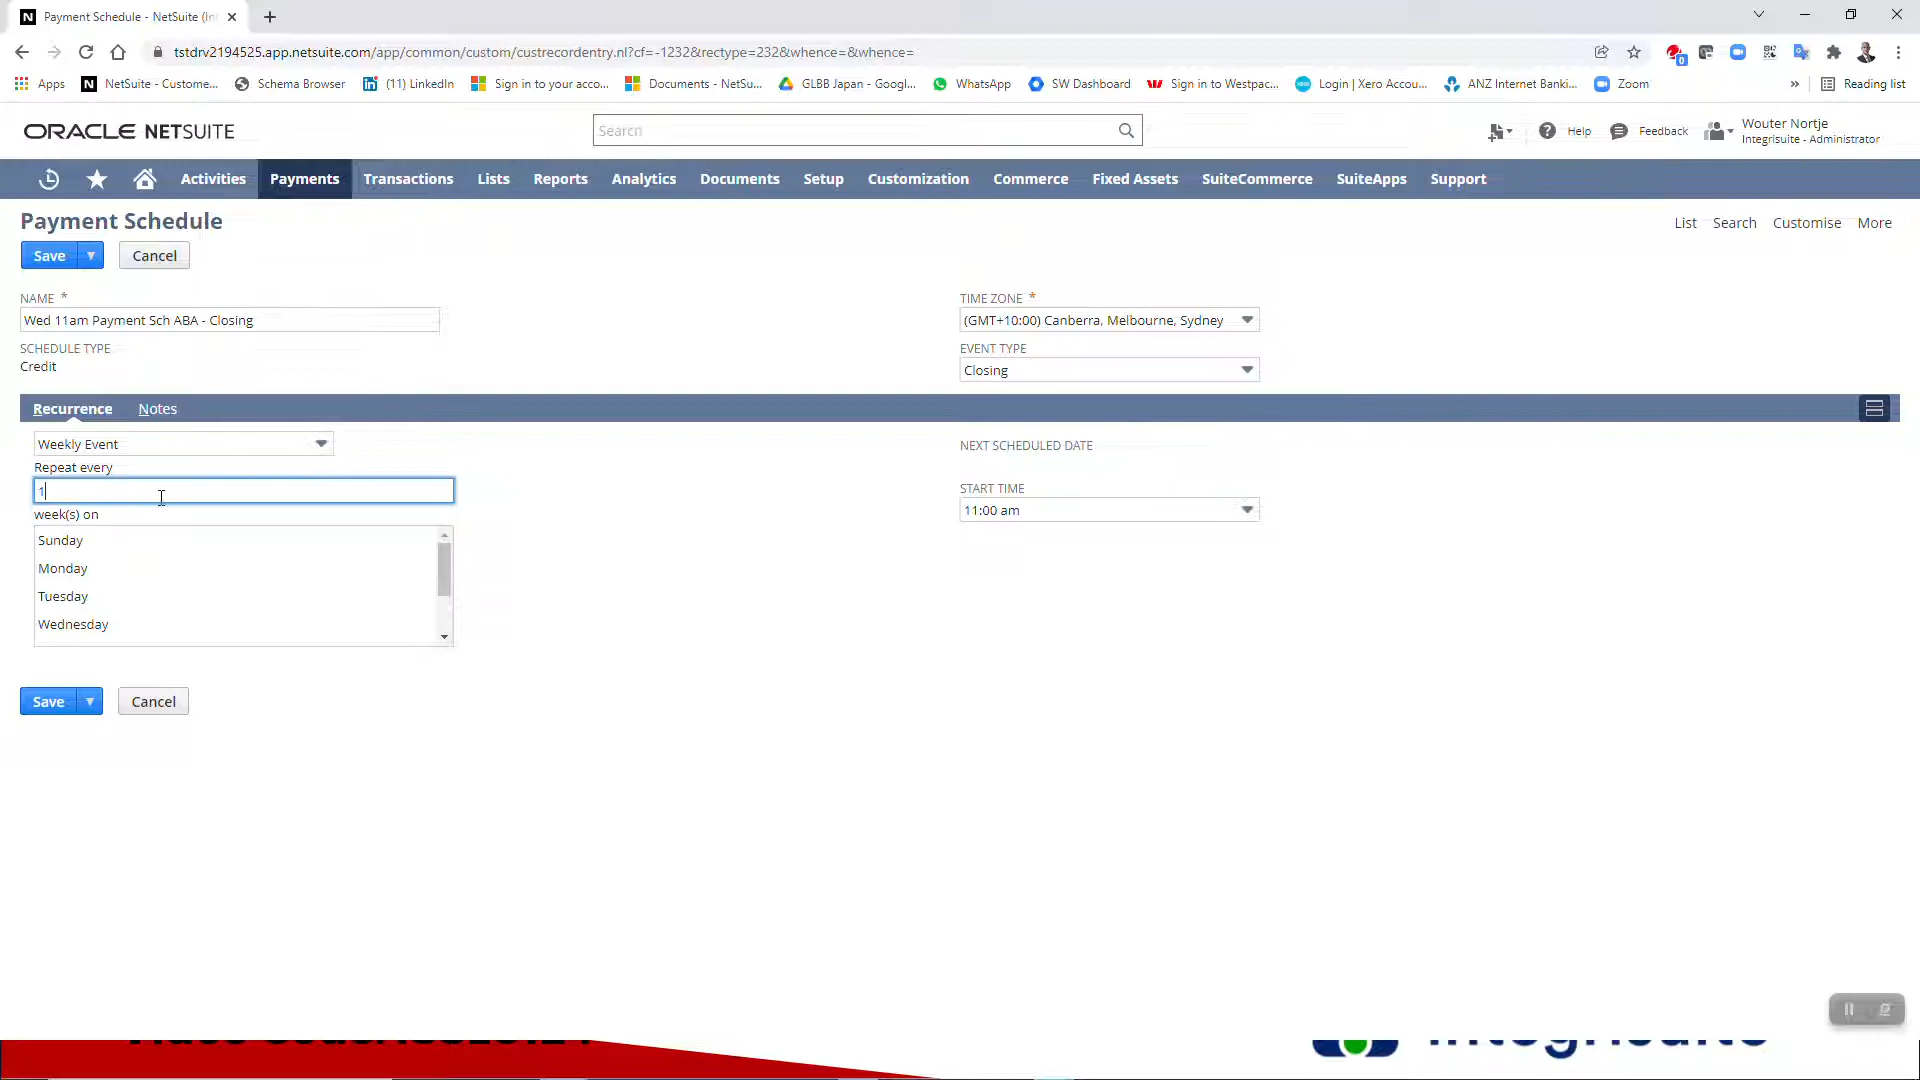 Payment Schedule - NetSuite (In
tstdrv2194525.app.netsuite.com/app/common/custom/custrecordentry.nl?cf=-1232&rectype=232&whence=&whence=
0
Apps
NetSuite - Custome...
Schema Browser
(11) LinkedIn
Sign in to your acco...
Documents - NetSu...
GLBB Japan - Googl...
WhatsApp
SW Dashboard
Sign in to Westpac...
Login | Xero Accou...
ANZ Internet Banki...
Zoom
Reading list
ORACLE NETSUITE
Search
Help
Feedback
Wouter Nortje
Integrisuite - Administrator
Activities
Payments
Transactions
Lists
Reports
Analytics
Documents
Setup
Customization
Commerce
Fixed Assets
SuiteCommerce
SuiteApps
Support
Payment Schedule
List
Search
Customise
More
Save
Cancel
NAME *
Wed 11am Payment Sch ABA - Closing
TIME ZONE *
(GMT+10:00) Canberra, Melbourne, Sydney
SCHEDULE TYPE
Credit
EVENT TYPE
Closing
Recurrence
Notes
Weekly Event
Repeat every
1
week(s) on
Sunday
Monday
Tuesday
Wednesday
NEXT SCHEDULED DATE
START TIME
11:00 am
Save
Cancel